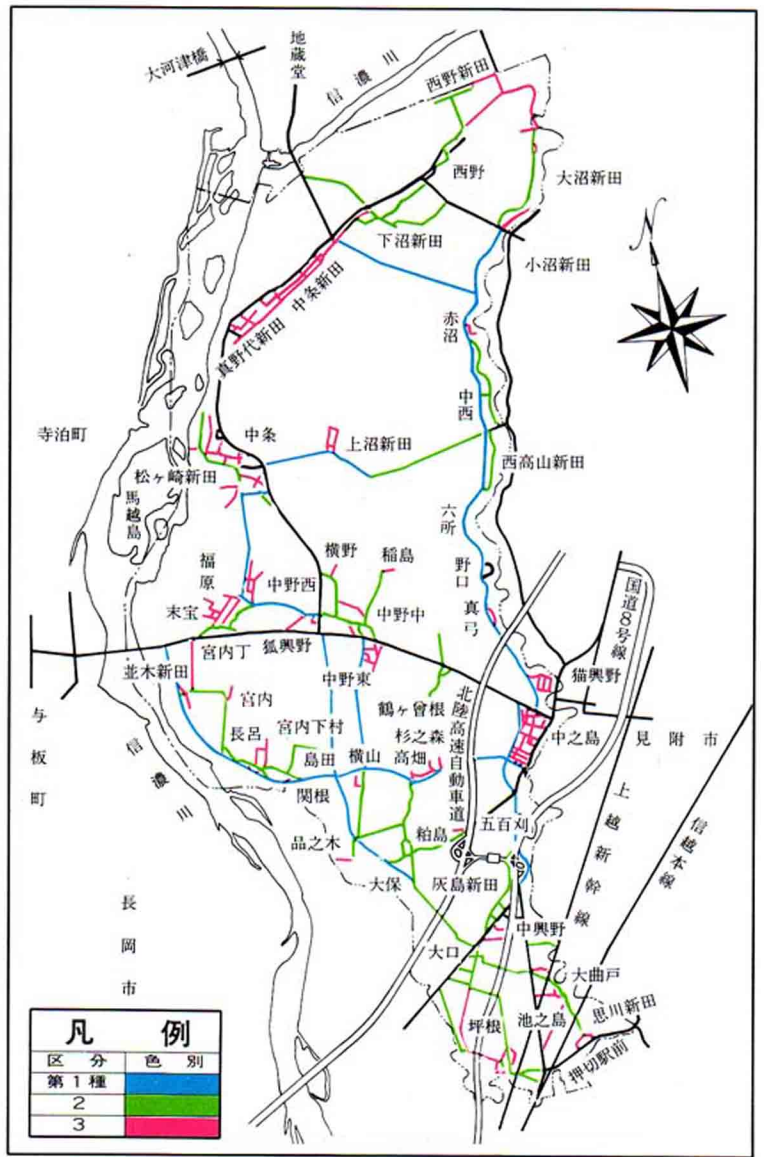 地蔵堂
大河津橋
信濃川
西野新田
西野
大沼新田
下沼新田
小沼新田
中条新田
真野代新田
赤沼
中西
寺泊町
中条
上沼新田
松ヶ崎新田
西高山新田
馬越島
六所
横野
稲島
野口
国道8号線
福原
中野西
中野中
真弓
末宝
宮内丁
狐興野
並木新田
中野東
猫興野
鶴ヶ曽根
北陸高速自動車道
中之島
見附市
与板町
宮内
宮内下村
杉之森
長呂
島田
横山
高畑
信濃川
関根
上越新幹線
信越本線
五百刈
品之木
粕島
大保
灰島新田
長岡市
中興野
大口
大曲戸
池之島
思川新田
坪根
押切駅前
N
凡例
区分 色別
第1種
2
3